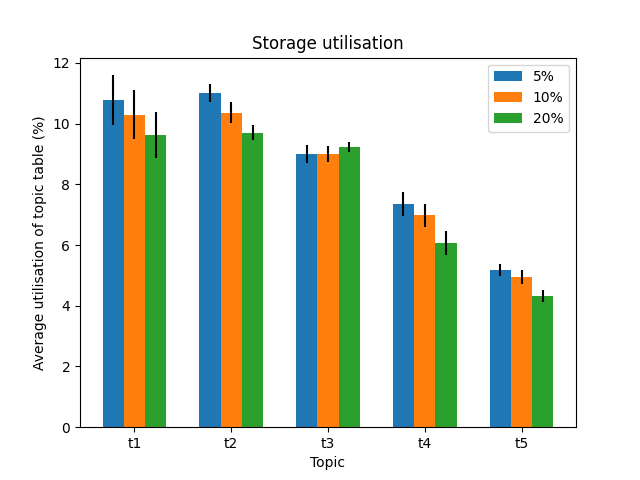 Storage utilisation
5%
10%
20%
Average utilisation of topic table (%)
12
10
8
6
4
2
0
t1 t2 t3 t4 t5
Topic